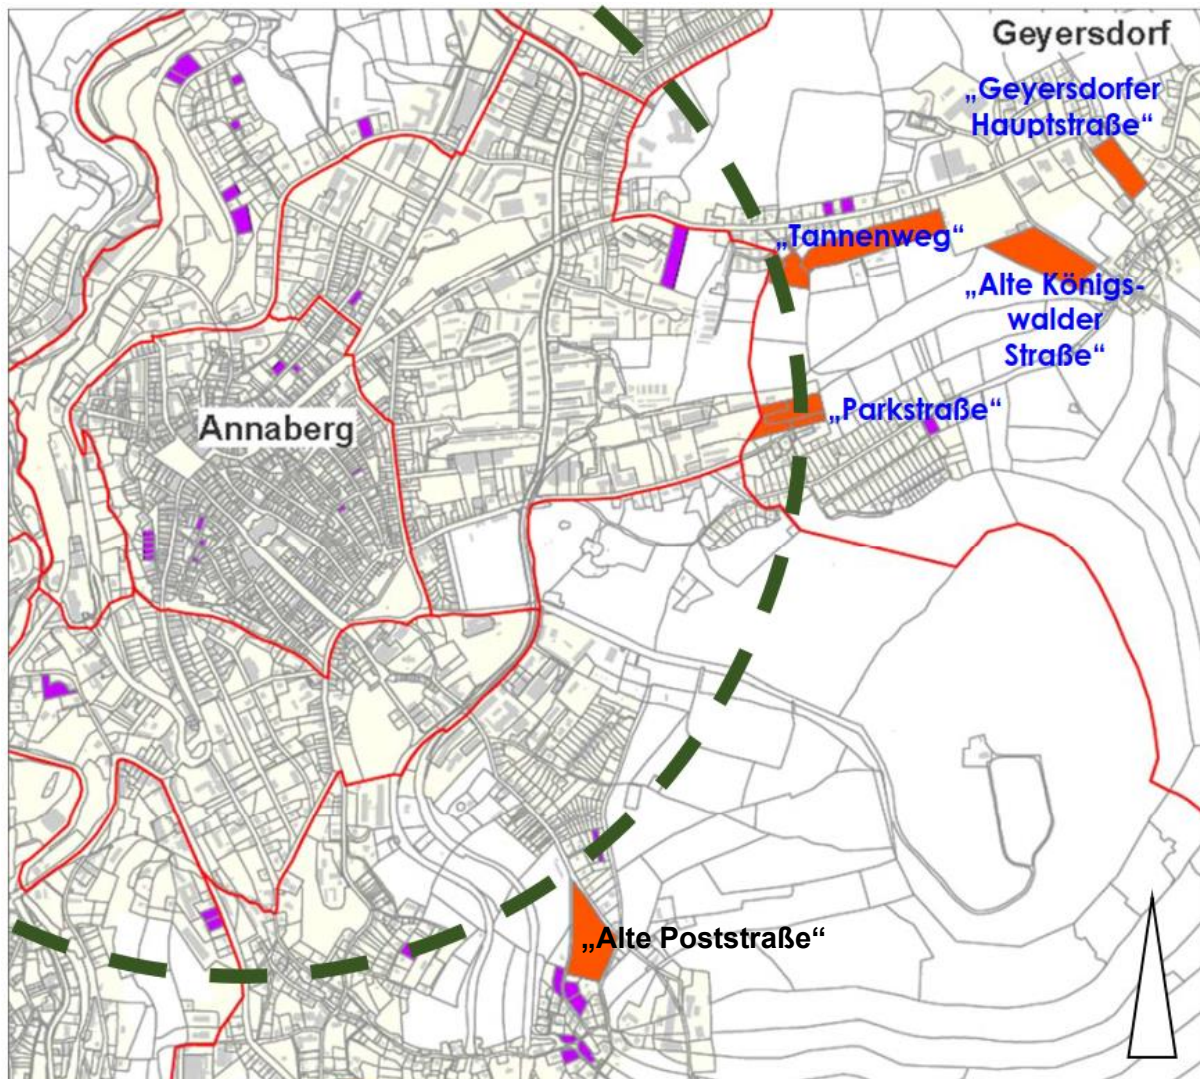 Geyersdorf
„Geyersdorfer
Hauptstraße“
„Tannenweg“
„Alte Königs-
walder
Straße“
„Parkstraße“
Annaberg
„Alte Poststraße“